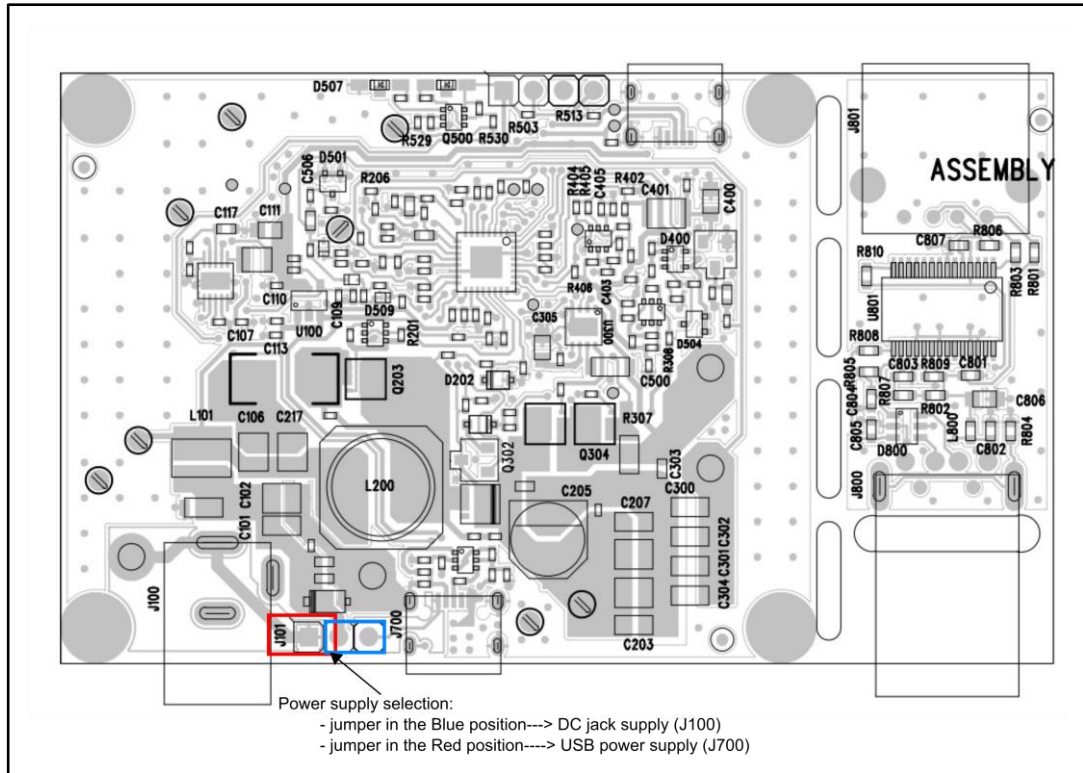 D507
R503
R513
J801
R529
Q500
R530
C506
D501
R206
R404
R405
C405
R402
C401
C400
ASSEMBLY
C117
C111
D400
C807
R806
R810
R803
R801
C110
U100
C109
D509
R201
R406
C403
C305
U300
U801
C107
C113
R308
D504
R808
Q203
D202
C500
R805
C803
R809
C801
L101
C106
C217
R307
C804
R807
R802
L800
C806
Q302
Q304
C805
D800
C802
R804
L200
C303
C102
C205
C207
C300
J800
C101
C302
C301
J100
C304
J101
J700
C203
Power supply selection:
- jumper in the Blue position---> DC jack supply (J100)
- jumper in the Red position----> USB power supply (J700)